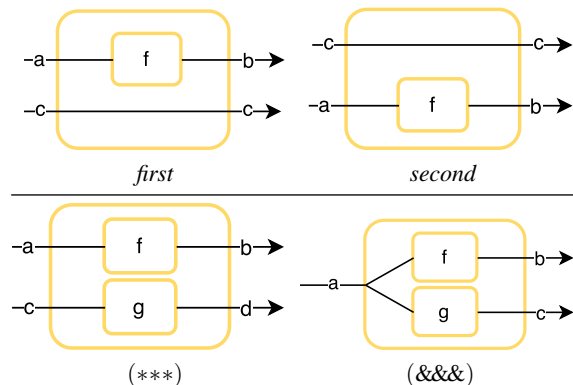 a f b
c c
first
c c
a f b
second
a f b
c g d
(***)
a f b
g c
(&&&)